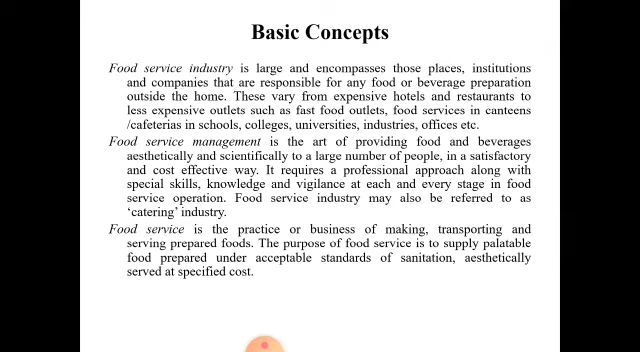 Basic Concepts
Food service industry is large and encompasses those places, institutions
and companies that are responsible for any food or beverage preparation
outside the home. These vary from expensive hotels and restaurants to
less expensive outlets such as fast food outlets, food services in canteens
/cafeterias in schools, colleges, universities, industries, offices etc.
Food service management is the art of providing food and beverages
aesthetically and scientifically to a large number of people, in a satisfactory
and cost effective way. It requires a professional approach along with
special skills, knowledge and vigilance at each and every stage in food
service operation. Food service industry may also be referred to as
‘catering’ industry.
Food service is the practice or business of making, transporting and
serving prepared foods. The purpose of food service is to supply palatable
food prepared under acceptable standards of sanitation, aesthetically
served at specified cost.